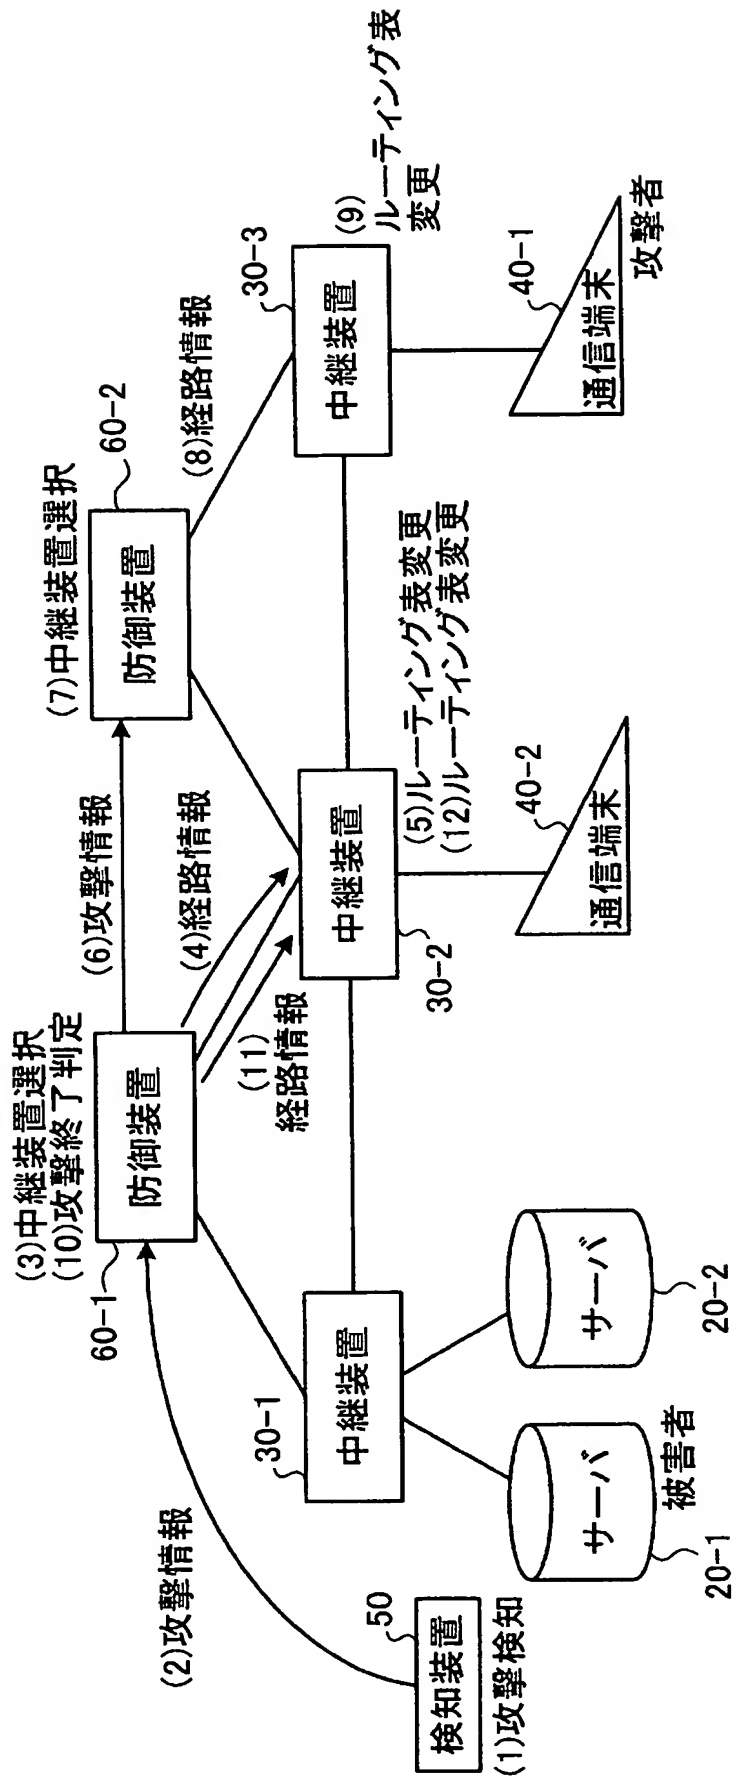 (3)中継装置選択
(10)攻撃終了判定
(7)中継装置選択
60-1
防御装置
(6)攻撃情報
防御装置
60-2
(2)攻撃情報
(4)経路情報
(8)経路情報
(11)
経路情報
30-1
中継装置
中継装置
30-2
30-3
中継装置
(9)
ルーティング表
変更
(5)ルーティング表変更
(12)ルーティング表変更
50
検知装置
(1)攻撃検知
サーバ
20-1
被害者
サーバ
20-2
40-2
通信端末
40-1
通信端末
攻撃者